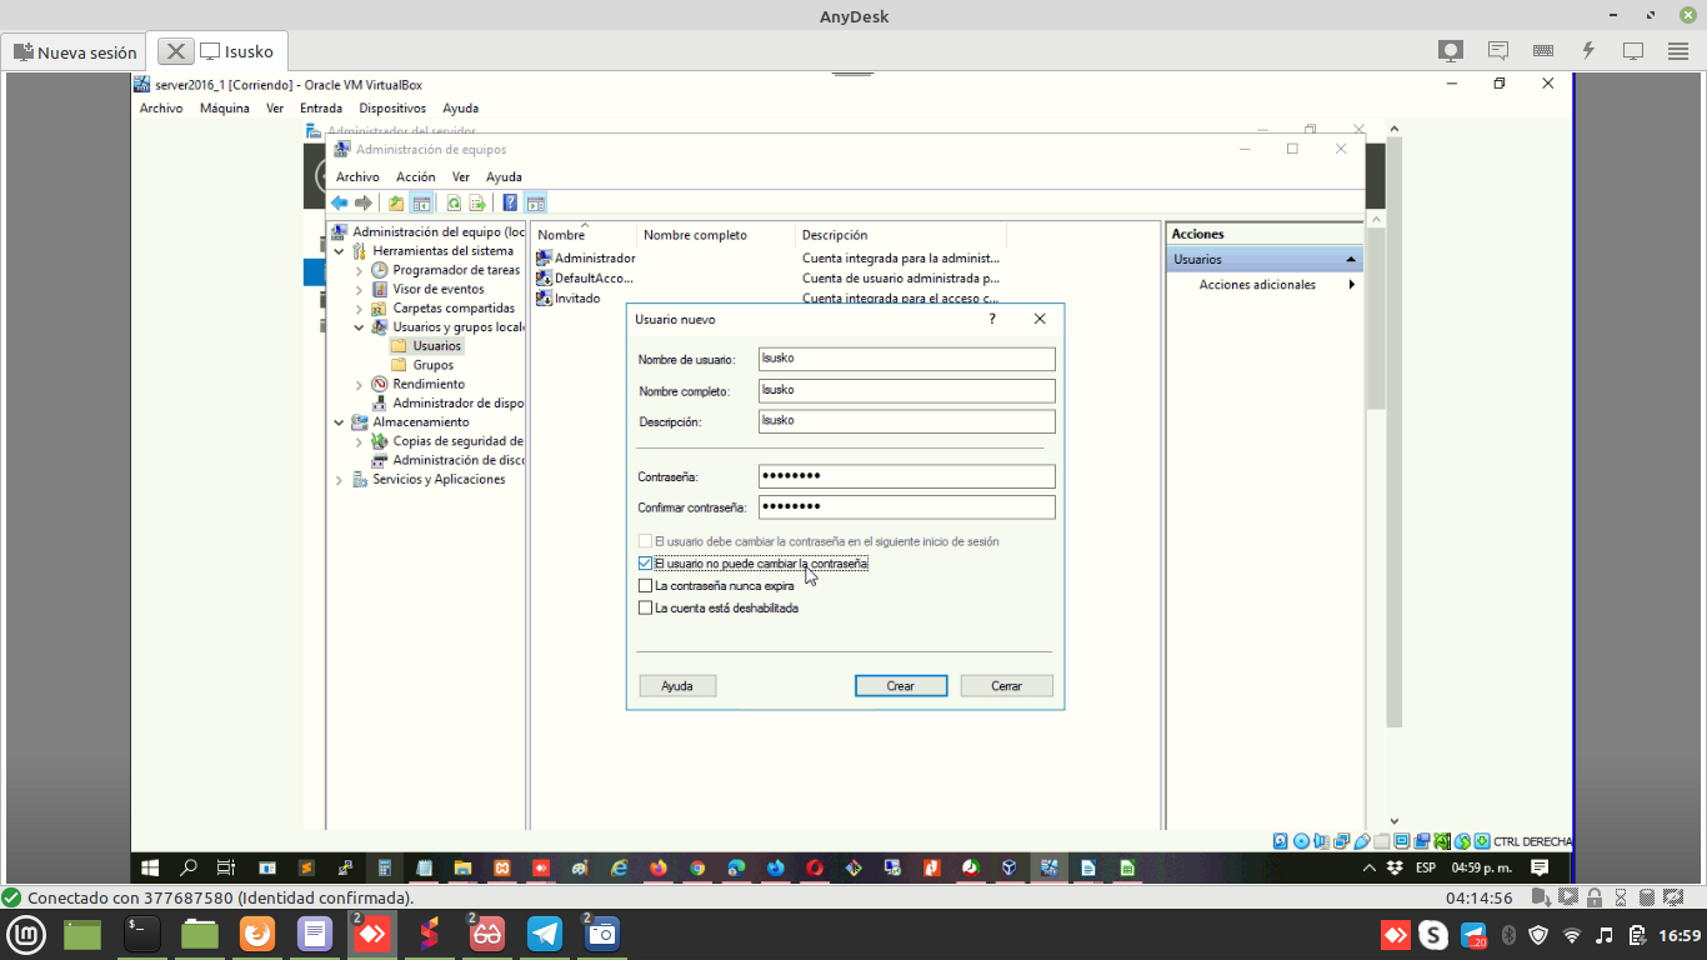 AnyDesk
Nueva sesión
Isusko
server2016_1 [Corriendo] - Oracle VM VirtualBox
Archivo Máquina Ver Entrada Dispositivos Ayuda
Administrador del servidor
Administración de equipos
Archivo Acción Ver Ayuda
Administración del equipo (loc
Herramientas del sistema
Programador de tareas
Visor de eventos
Carpetas compartidas
Usuarios y grupos locale
Usuarios
Grupos
Rendimiento
Administrador de dispo
Almacenamiento
Copias de seguridad de
Administración de disco
Servicios y Aplicaciones
Nombre Nombre completo Descripción
Administrador Cuenta integrada para la administ...
DefaultAcco... Cuenta de usuario administrada p...
Invitado Cuenta integrada para el acceso c...
Acciones
Usuarios
Acciones adicionales
Usuario nuevo
?
Nombre de usuario: Isusko
Nombre completo: Isusko
Descripción: Isusko
Contraseña: ••••••••
Confirmar contraseña: ••••••••
El usuario debe cambiar la contraseña en el siguiente inicio de sesión
El usuario no puede cambiar la contraseña
La contraseña nunca expira
La cuenta está deshabilitada
Ayuda Crear Cerrar
CTRL DERECHA
ESP 04:59 p. m.
Conectado con 377687580 (Identidad confirmada).
04:14:56
2
2
2
20
16:59